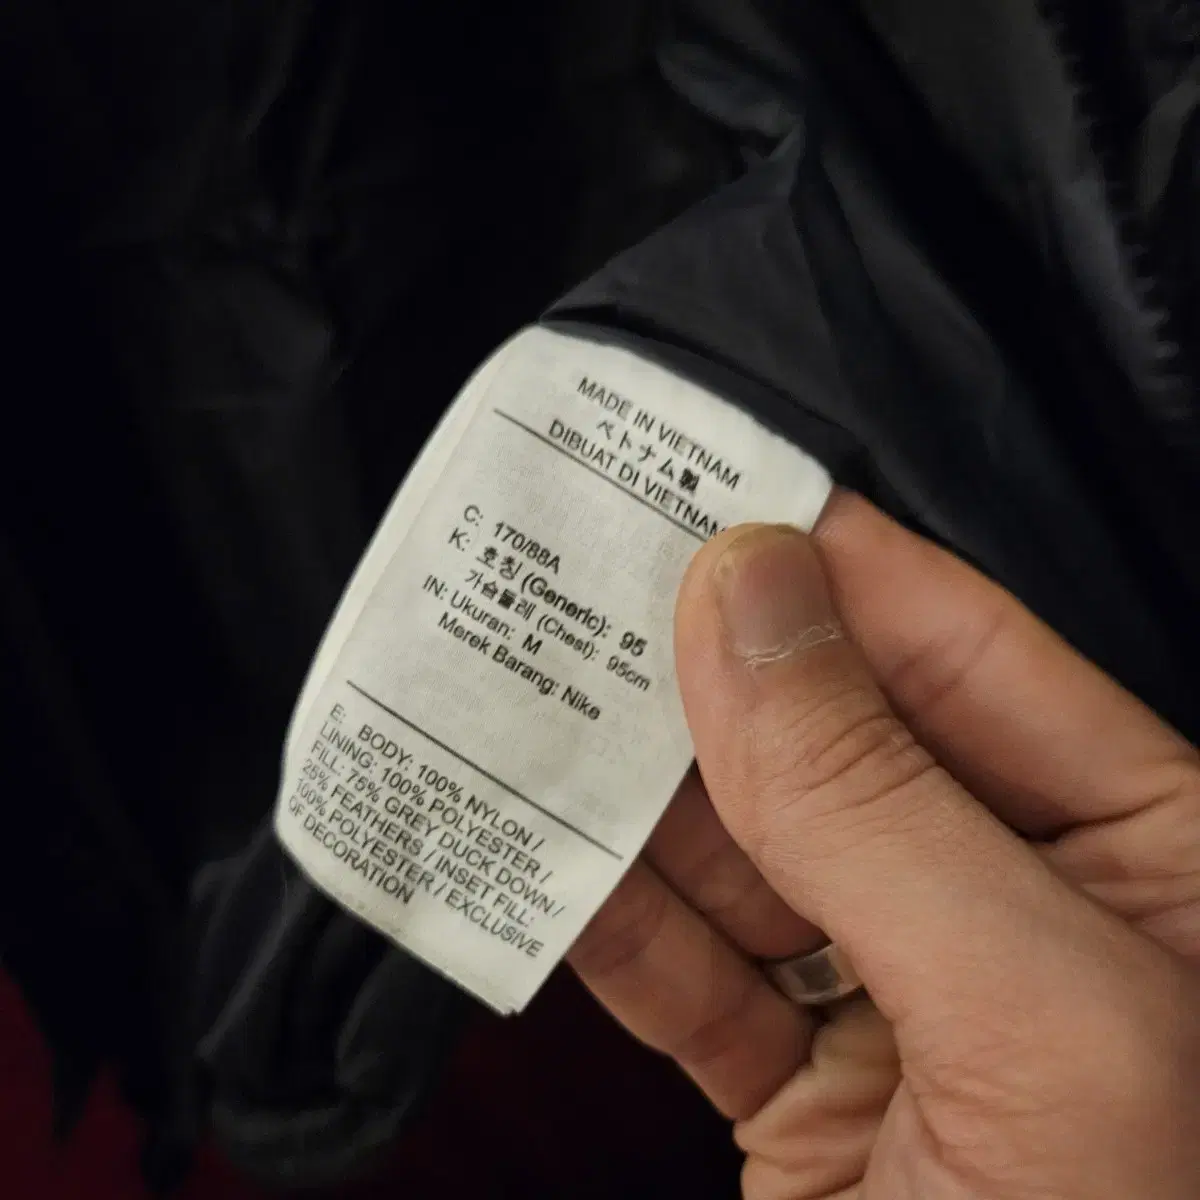 MADE IN VIETNAM
ベトナム製
DIBUAT DI VIETNAM
C: 170/88A
K: 호칭 (Generic): 95
가슴둘레 (Chest): 95cm
IN: Ukuran: M
Merek Barang: Nike
E: BODY: 100% NYLON /
LINING: 100% POLYESTER /
FILL: 75% GREY DUCK DOWN /
25% FEATHERS / INSET FILL:
100% POLYESTER / EXCLUSIVE
OF DECORATION